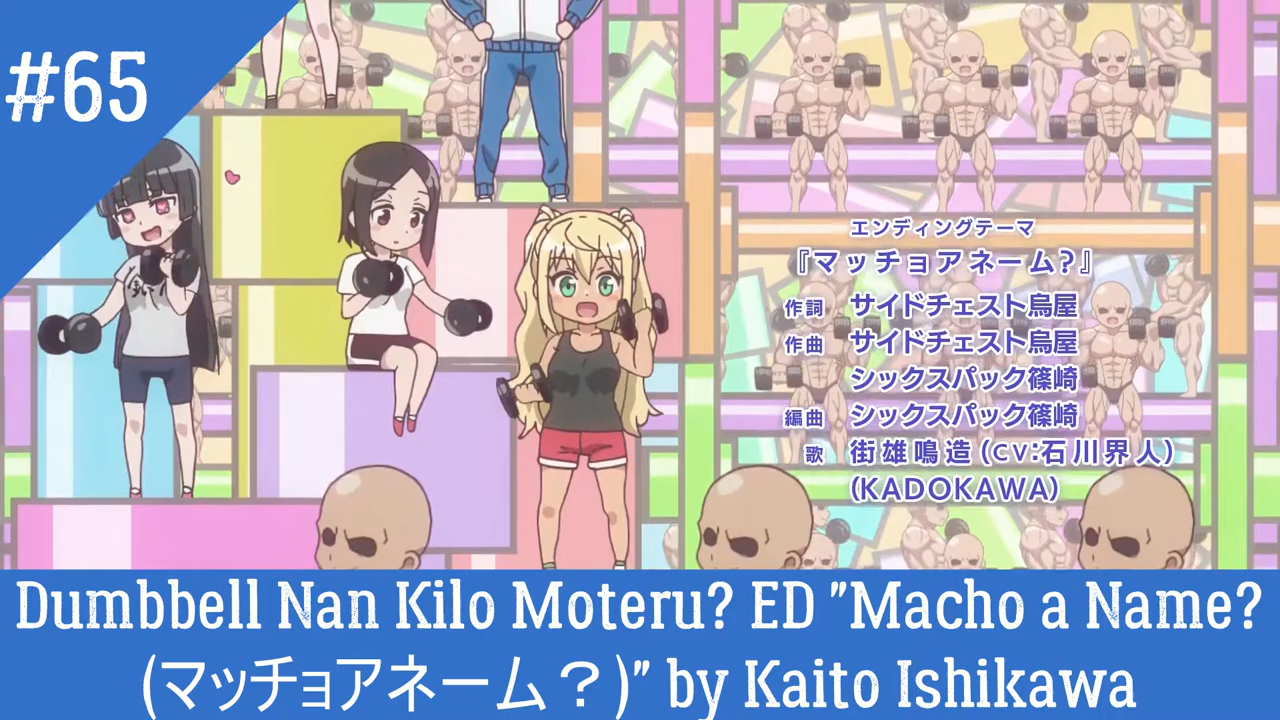 #65
エンディングテーマ
『マッチョアネーム?』
作詞 サイドチェスト烏屋
作曲 サイドチェスト烏屋
シックスパック篠崎
編曲 シックスパック篠崎
歌 街雄鳴造(cv:石川界人)
(KADOKAWA)
Dumbbell Nan Kilo Moteru? ED "Macho a Name?
(マッチョアネーム？)" by Kaito Ishikawa